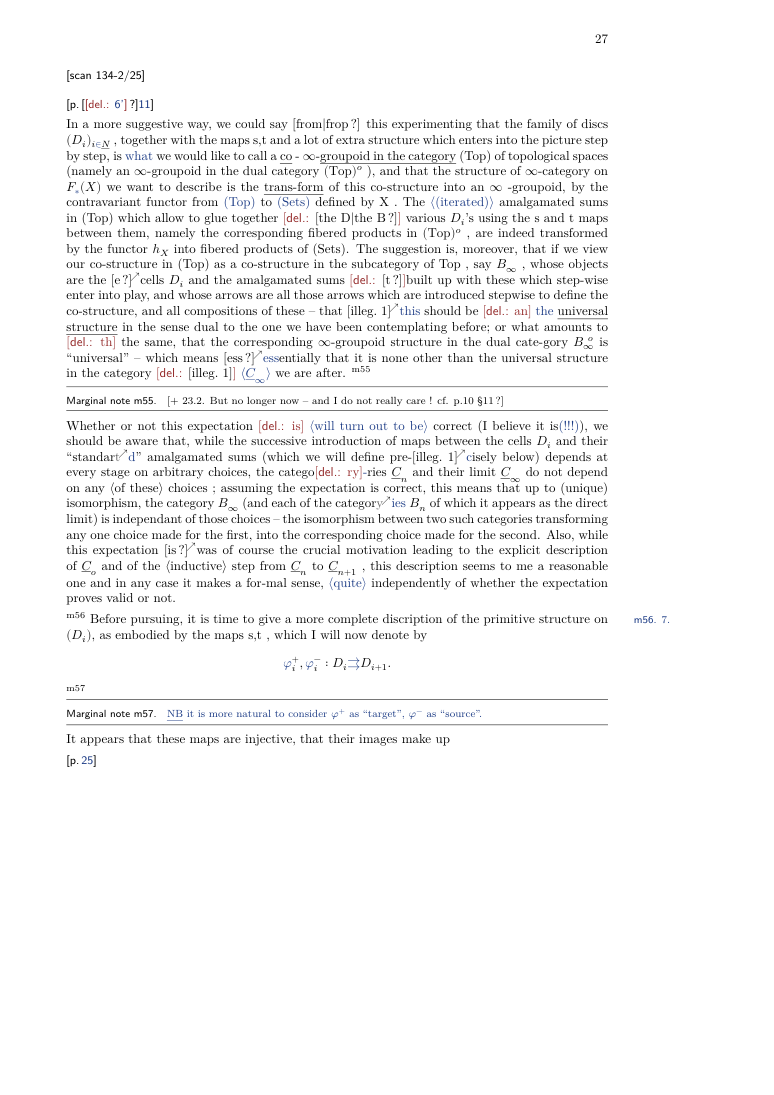 27
[scan 134-2/25]
[p. [[del.: 6'] ?]11]
In a more suggestive way, we could say [from|frop ?] this experimenting that the family of discs
(D_i)_{i∈N} , together with the maps s,t and a lot of extra structure which enters into the picture step
by step, is what we would like to call a co - ∞-groupoid in the category (Top) of topological spaces
(namely an ∞-groupoid in the dual category (Top)^o ), and that the structure of ∞-category on
F_*(X) we want to describe is the trans-form of this co-structure into an ∞ -groupoid, by the
contravariant functor from (Top) to (Sets) defined by X . The ⟨(iterated)⟩ amalgamated sums
in (Top) which allow to glue together [del.: [the D|the B ?]] various D_i's using the s and t maps
between them, namely the corresponding fibered products in (Top)^o , are indeed transformed
by the functor h_X into fibered products of (Sets). The suggestion is, moreover, that if we view
our co-structure in (Top) as a co-structure in the subcategory of Top , say B_∞ , whose objects
are the [e ?]↗cells D_i and the amalgamated sums [del.: [t ?]]built up with these which step-wise
enter into play, and whose arrows are all those arrows which are introduced stepwise to define the
co-structure, and all compositions of these – that [illeg. 1]↗this should be [del.: an] the universal
structure in the sense dual to the one we have been contemplating before; or what amounts to
[del.: th] the same, that the corresponding ∞-groupoid structure in the dual cate-gory B_∞^o is
“universal” – which means [ess ?]↗essentially that it is none other than the universal structure
in the category [del.: [illeg. 1]] ⟨C_∞⟩ we are after. m55
Marginal note m55. [+ 23.2. But no longer now – and I do not really care ! cf. p.10 §11 ?]
Whether or not this expectation [del.: is] ⟨will turn out to be⟩ correct (I believe it is(!!!)), we
should be aware that, while the successive introduction of maps between the cells D_i and their
“standart↗d” amalgamated sums (which we will define pre-[illeg. 1]↗cisely below) depends at
every stage on arbitrary choices, the catego[del.: ry]-ries C_n and their limit C_∞ do not depend
on any ⟨of these⟩ choices ; assuming the expectation is correct, this means that up to (unique)
isomorphism, the category B_∞ (and each of the category↗ies B_n of which it appears as the direct
limit) is independant of those choices – the isomorphism between two such categories transforming
any one choice made for the first, into the corresponding choice made for the second. Also, while
this expectation [is ?]↗was of course the crucial motivation leading to the explicit description
of C_o and of the ⟨inductive⟩ step from C_n to C_{n+1} , this description seems to me a reasonable
one and in any case it makes a for-mal sense, ⟨quite⟩ independently of whether the expectation
proves valid or not.
m56 Before pursuing, it is time to give a more complete discription of the primitive structure on
m56. 7.
(D_i), as embodied by the maps s,t , which I will now denote by
φ_i^+, φ_i^- : D_i ⇉ D_{i+1}.
m57
Marginal note m57. NB it is more natural to consider φ^+ as “target”, φ^- as “source”.
It appears that these maps are injective, that their images make up
[p. 25]